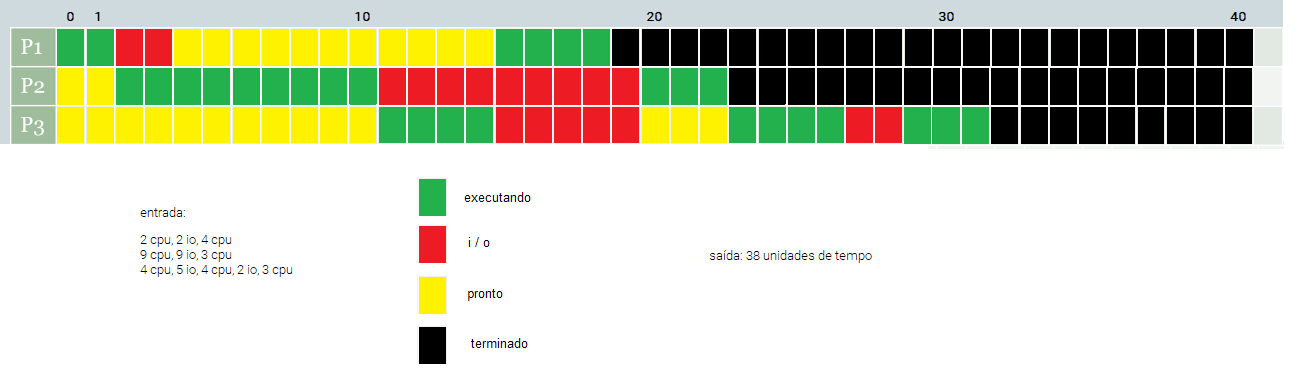 0 1 10 20 30 40
P1
P2
P3
entrada:
2 cpu, 2 io, 4 cpu
9 cpu, 9 io, 3 cpu
4 cpu, 5 io, 4 cpu, 2 io, 3 cpu
executando
i / o
pronto
terminado
saída: 38 unidades de tempo